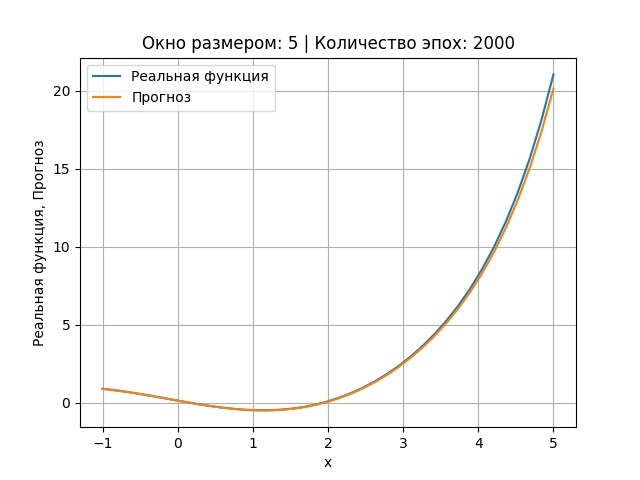 Окно размером: 5 | Количество эпох: 2000
Реальная функция
Прогноз
Реальная функция, Прогноз
20
15
10
5
0
−1 0 1 2 3 4 5
x